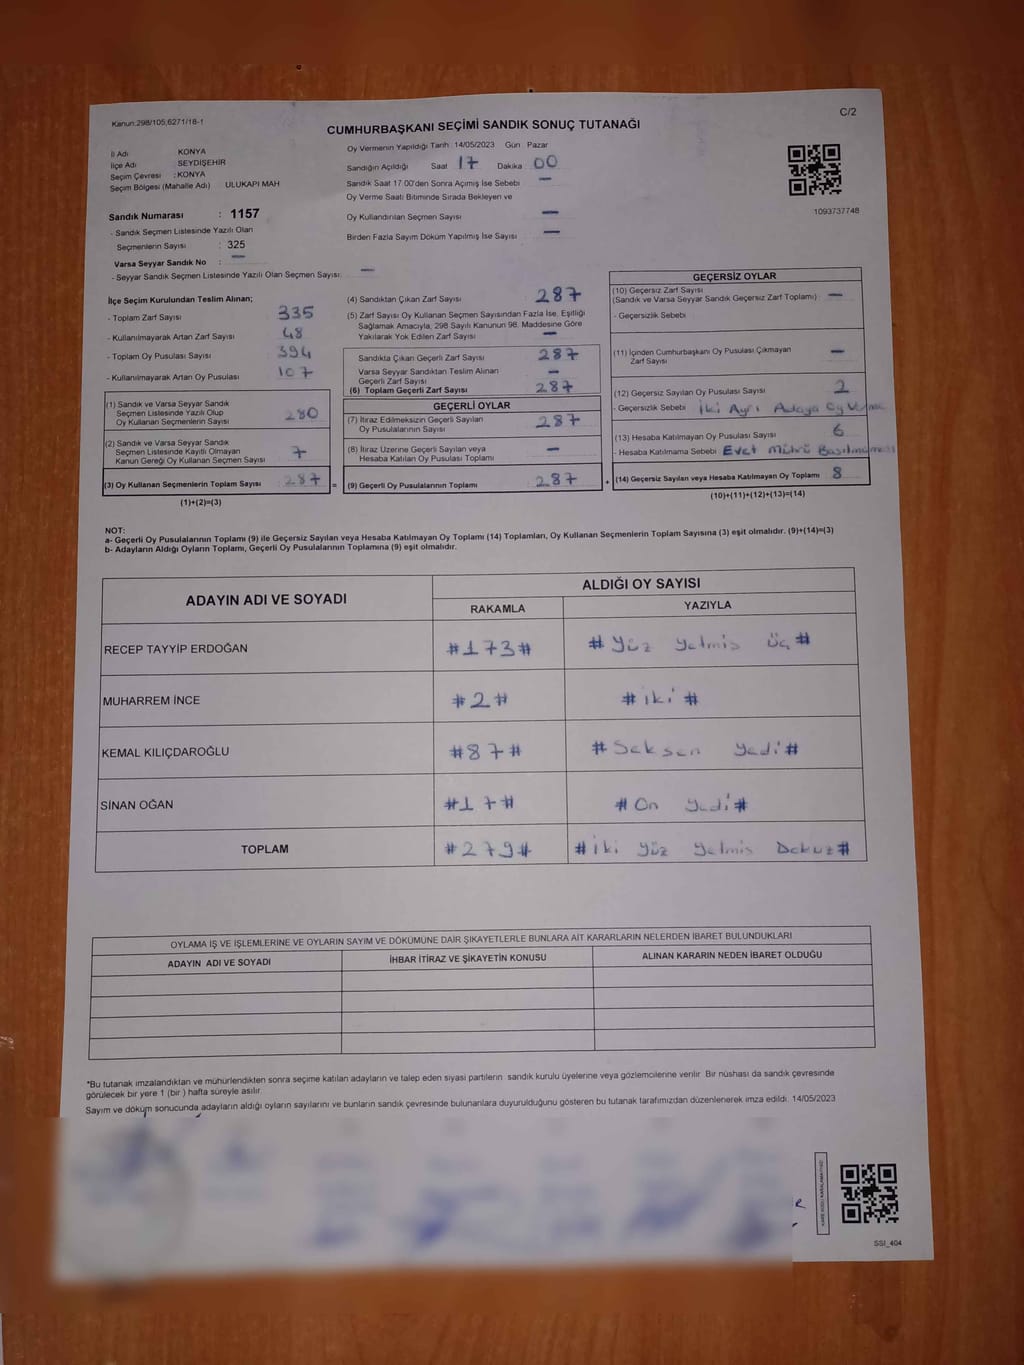 Kanun:298/105,6271/18-1
C/2
CUMHURBAŞKANI SEÇİMİ SANDIK SONUÇ TUTANAĞI
İl Adı KONYA
İlçe Adı SEYDİŞEHİR
Seçim Çevresi : KONYA
Seçim Bölgesi (Mahalle Adı) ULUKAPI MAH
Sandık Numarası : 1157
- Sandık Seçmen Listesinde Yazılı Olan
Seçmenlerin Sayısı : 325
Varsa Seyyar Sandık No : —
- Seyyar Sandık Seçmen Listesinde Yazılı Olan Seçmen Sayısı: —
Oy Vermenin Yapıldığı Tarih : 14/05/2023 Gün Pazar
Sandığın Açıldığı Saat 17 Dakika 00
Sandık Saat 17 00'den Sonra Açımış İse Sebebi —
Oy Verme Saati Bitiminde Sırada Bekleyen ve
Oy Kullandırılan Seçmen Sayısı —
Birden Fazla Sayım Döküm Yapılmış İse Sayısı —
1093737748
İlçe Seçim Kurulundan Teslim Alınan;
- Toplam Zarf Sayısı 335
- Kullanılmayarak Artan Zarf Sayısı 48
- Toplam Oy Pusulası Sayısı 394
- Kullanılmayarak Artan Oy Pusulası 107
(1) Sandık ve Varsa Seyyar Sandık
Seçmen Listesinde Yazılı Olup
Oy Kullanan Seçmenlerin Sayısı 280
(2) Sandık ve Varsa Seyyar Sandık
Seçmen Listesinde Kayıtlı Olmayan
Kanun Gereği Oy Kullanan Seçmen Sayısı 7
(3) Oy Kullanan Seçmenlerin Toplam Sayısı 287 =
(1)+(2)=(3)
(4) Sandıktan Çıkan Zarf Sayısı 287
(5) Zarf Sayısı Oy Kullanan Seçmen Sayısından Fazla İse, Eşitliği
Sağlamak Amacıyla, 298 Sayılı Kanunun 98. Maddesine Göre
Yakılarak Yok Edilen Zarf Sayısı —
Sandıkta Çıkan Geçerli Zarf Sayısı 287
Varsa Seyyar Sandıktan Teslim Alınan
Geçerli Zarf Sayısı —
(6) Toplam Geçerli Zarf Sayısı 287
GEÇERLİ OYLAR
(7) İtiraz Edilmeksizin Geçerli Sayılan
Oy Pusulalarının Sayısı 287
(8) İtiraz Üzerine Geçerli Sayılan veya
Hesaba Katılan Oy Pusulası Toplamı —
(9) Geçerli Oy Pusulalarının Toplamı 287 +
GEÇERSİZ OYLAR
(10) Geçersiz Zarf Sayısı
(Sandık ve Varsa Seyyar Sandık Geçersiz Zarf Toplamı) : —
- Geçersizlik Sebebi
(11) İçinden Cumhurbaşkanı Oy Pusulası Çıkmayan
Zarf Sayısı —
(12) Geçersiz Sayılan Oy Pusulası Sayısı 2
- Geçersizlik Sebebi İki Ayrı Adaya Oy Verme
(13) Hesaba Katılmayan Oy Pusulası Sayısı 6
- Hesaba Katılmama Sebebi Evet Mührü Basılmaması
(14) Geçersiz Sayılan veya Hesaba Katılmayan Oy Toplamı 8
(10)+(11)+(12)+(13)=(14)
NOT:
a- Geçerli Oy Pusulalarının Toplamı (9) ile Geçersiz Sayılan veya Hesaba Katılmayan Oy Toplamı (14) Toplamları, Oy Kullanan Seçmenlerin Toplam Sayısına (3) eşit olmalıdır. (9)+(14)=(3)
b- Adayların Aldığı Oyların Toplamı, Geçerli Oy Pusulalarının Toplamına (9) eşit olmalıdır.
ADAYIN ADI VE SOYADI ALDIĞI OY SAYISI
RAKAMLA YAZIYLA
RECEP TAYYİP ERDOĞAN #173# # Yüz yetmis üç #
MUHARREM İNCE #2# # iki #
KEMAL KILIÇDAROĞLU #87# # Seksen yedi #
SİNAN OĞAN #17# # On yedi #
TOPLAM #279# # iki yüz yetmis Dokuz #
OYLAMA İŞ VE İŞLEMLERİNE VE OYLARIN SAYIM VE DÖKÜMÜNE DAİR ŞİKAYETLERLE BUNLARA AİT KARARLARIN NELERDEN İBARET BULUNDUKLARI
ADAYIN ADI VE SOYADI İHBAR İTİRAZ VE ŞİKAYETİN KONUSU ALINAN KARARIN NEDEN İBARET OLDUĞU
*Bu tutanak imzalandıktan ve mühürlendikten sonra seçime katılan adayların ve talep eden siyasi partilerin sandık kurulu üyelerine veya gözlemcilerine verilir. Bir nüshası da sandık çevresinde
görülecek bir yere 1 (bir ) hafta süreyle asılır.
Sayım ve döküm sonucunda adayların aldığı oyların sayılarını ve bunların sandık çevresinde bulunanlara duyurulduğunu gösteren bu tutanak tarafımızdan düzenlenerek imza edildi. 14/05/2023
KARE KODU KARALAMAYINIZ!
SSI_404